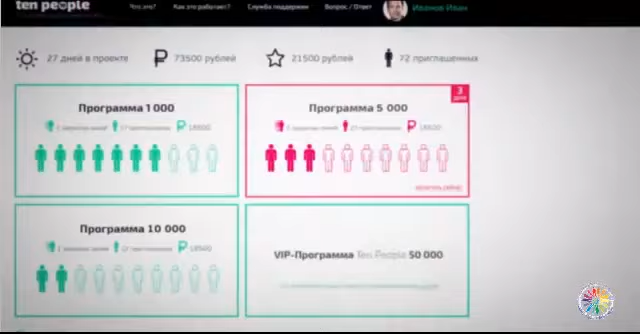 ten people Что это? Как это работает? Служба поддержки Вопрос / Ответ Иванов Иван
27 дней в проекте 73500 рублей 21500 рублей 72 приглашенных
Программа 1 000
Программа 5 000
3
17 приглашенных
Программа 10 000
VIP-Программа Ten People 50 000